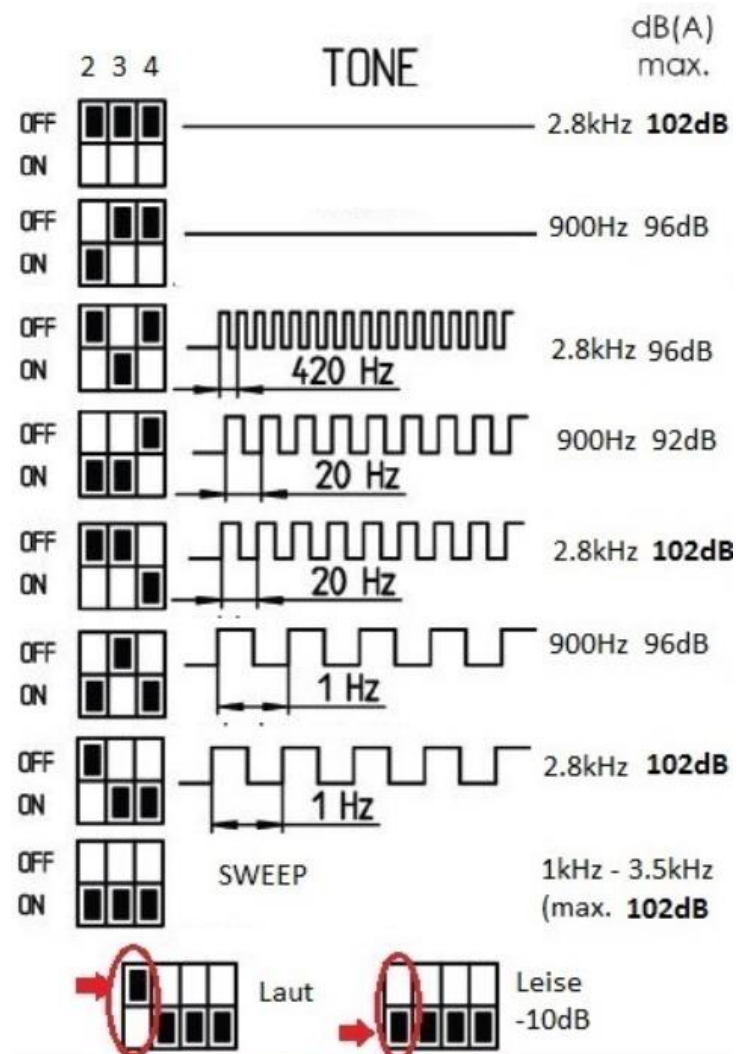 dB(A)
2 3 4 TONE max.
OFF 2.8kHz 102dB
ON
OFF 900Hz 96dB
ON
OFF 2.8kHz 96dB
ON 420 Hz
OFF 900Hz 92dB
ON 20 Hz
OFF 2.8kHz 102dB
ON 20 Hz
OFF 900Hz 96dB
ON 1 Hz
OFF 2.8kHz 102dB
ON 1 Hz
OFF SWEEP 1kHz - 3.5kHz
ON (max. 102dB
Laut Leise
-10dB